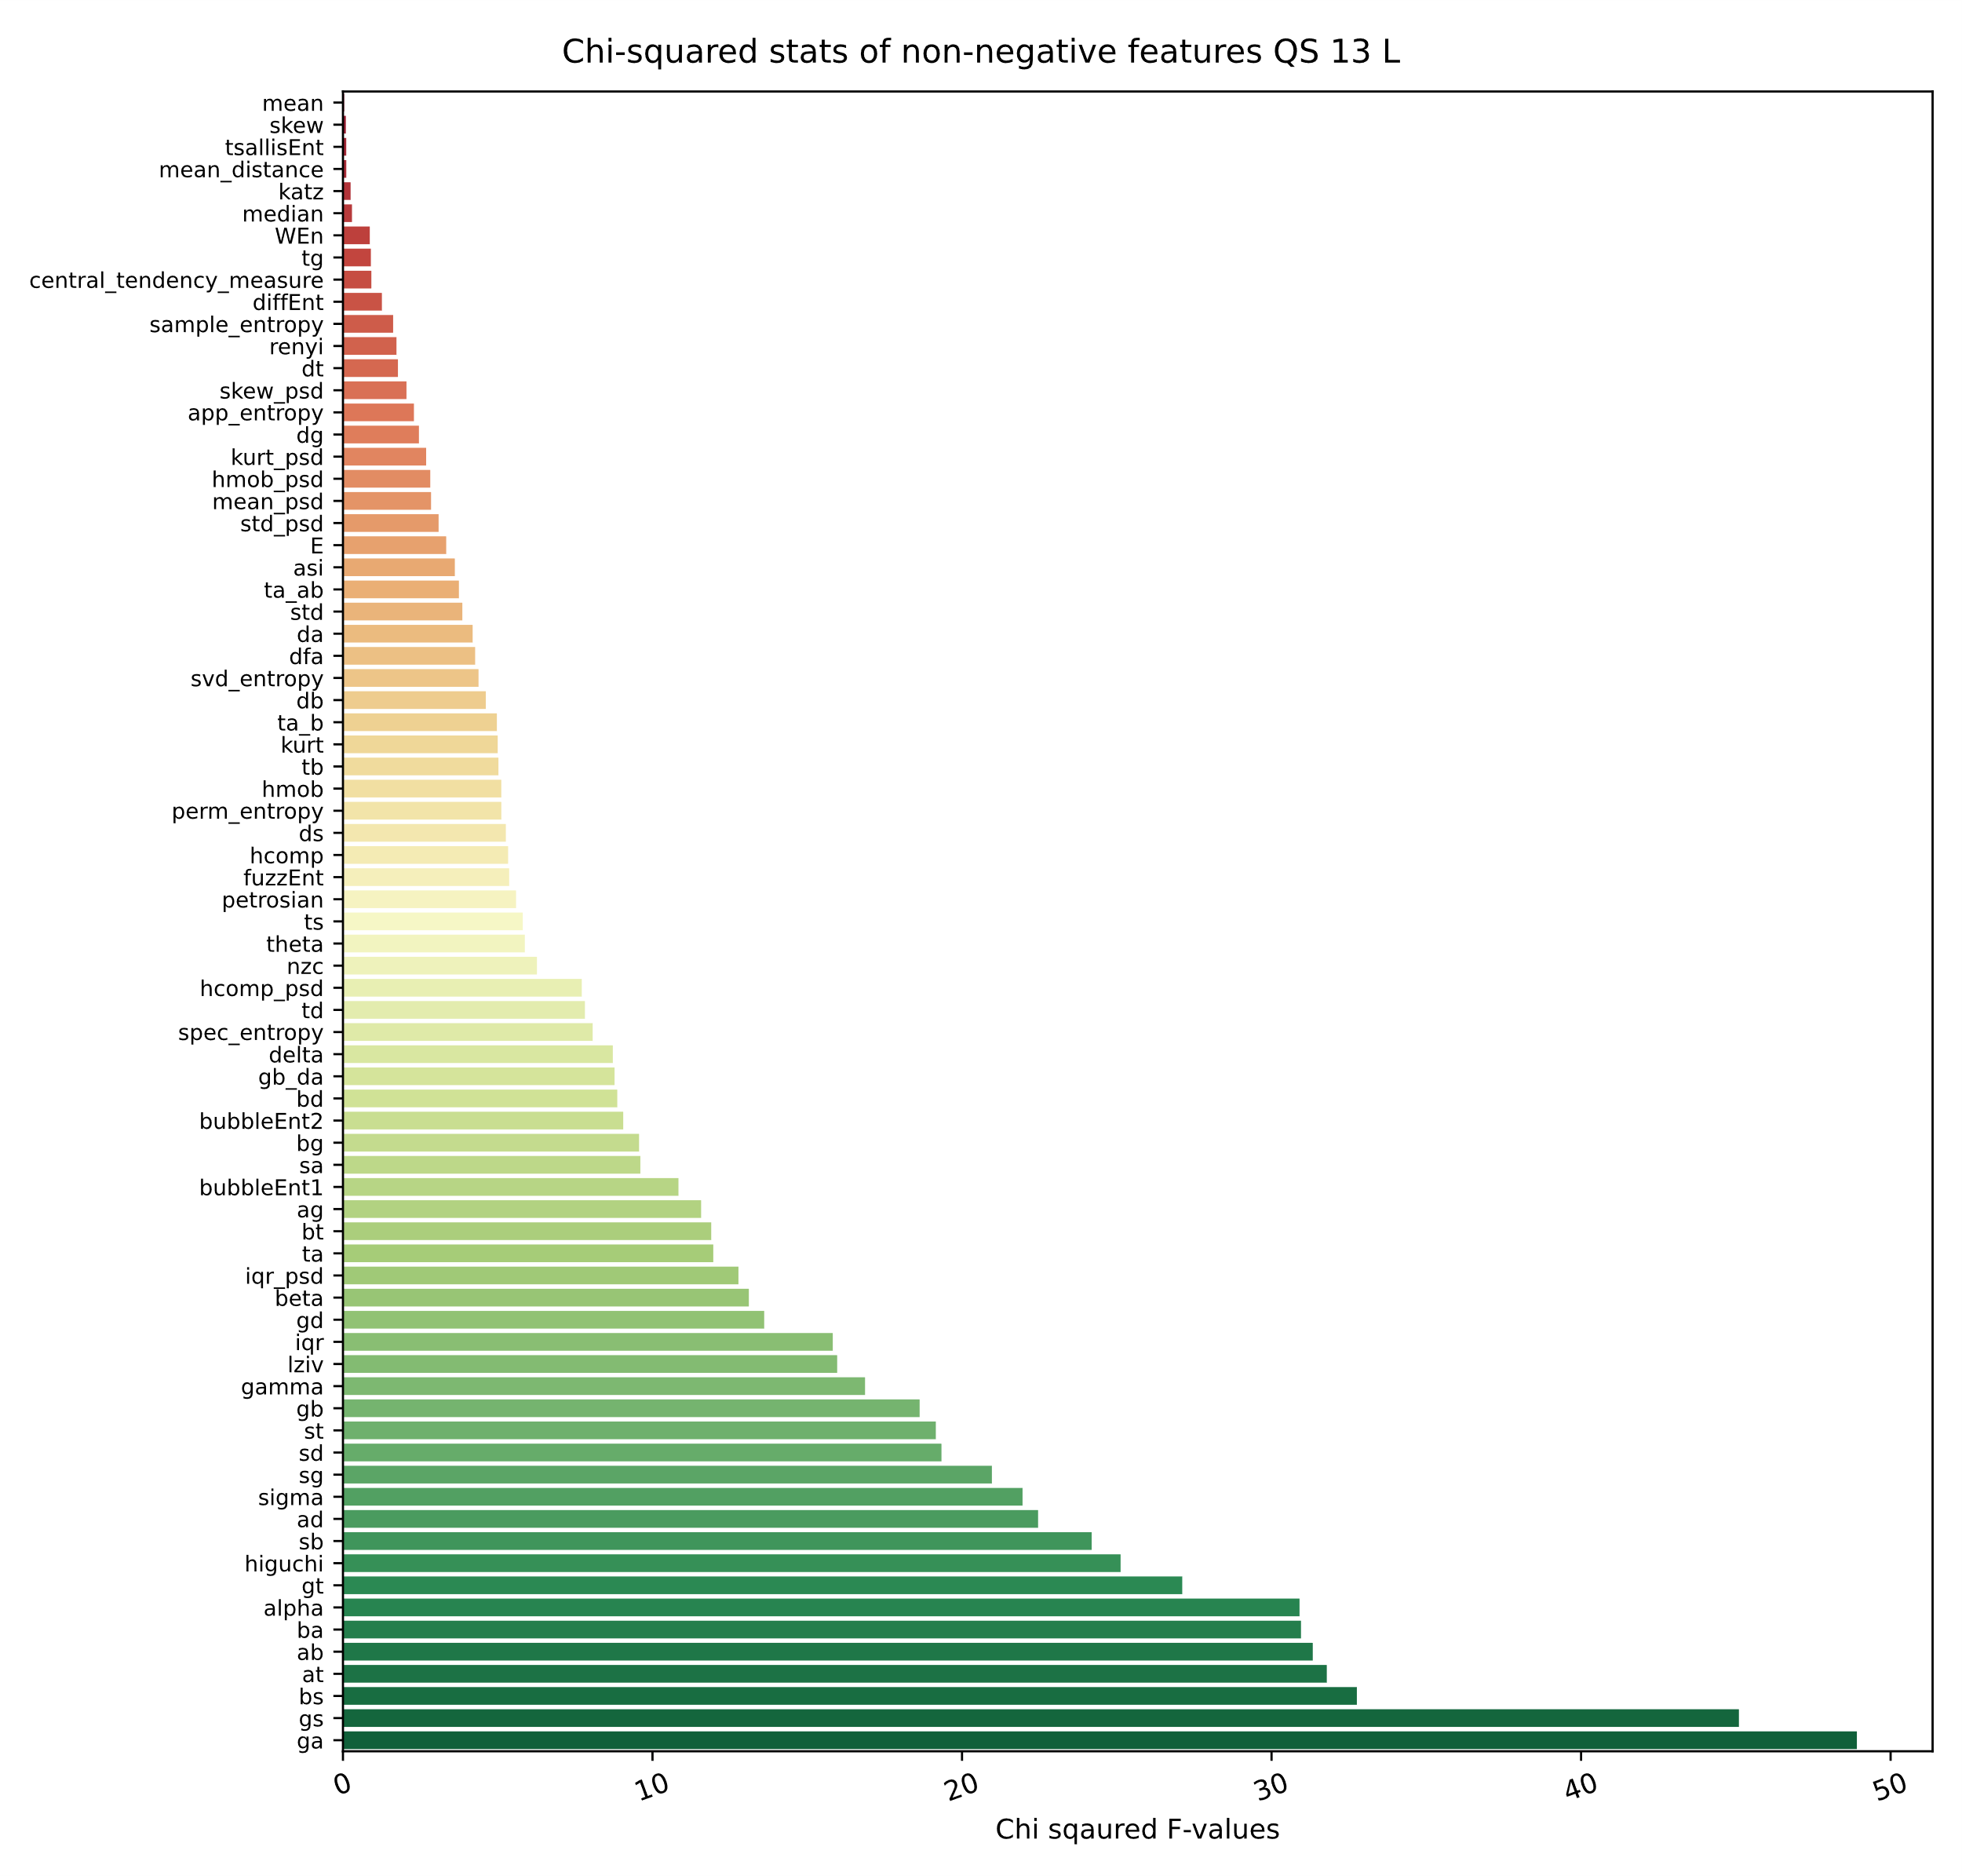 Chi-squared stats of non-negative features QS 13 L
mean
skew
tsallisEnt
mean_distance
katz
median
WEn
tg
central_tendency_measure
diffEnt
sample_entropy
renyi
dt
skew_psd
app_entropy
dg
kurt_psd
hmob_psd
mean_psd
std_psd
E
asi
ta_ab
std
da
dfa
svd_entropy
db
ta_b
kurt
tb
hmob
perm_entropy
ds
hcomp
fuzzEnt
petrosian
ts
theta
nzc
hcomp_psd
td
spec_entropy
delta
gb_da
bd
bubbleEnt2
bg
sa
bubbleEnt1
ag
bt
ta
iqr_psd
beta
gd
iqr
lziv
gamma
gb
st
sd
sg
sigma
ad
sb
higuchi
gt
alpha
ba
ab
at
bs
gs
ga
0 10 20 30 40 50
Chi sqaured F-values